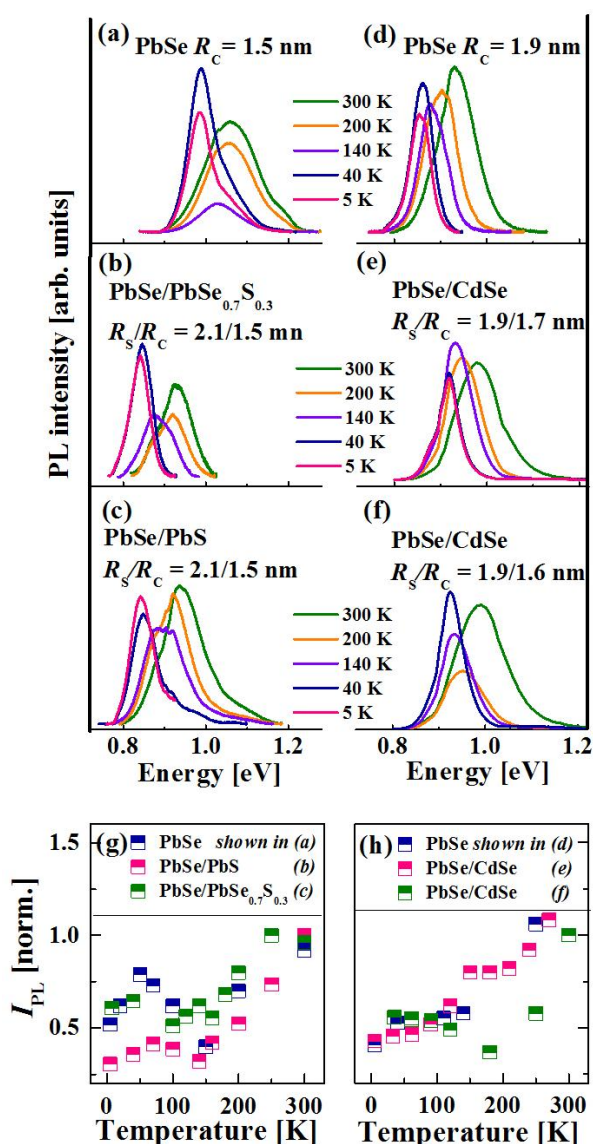 (a)
PbSe R_C = 1.5 nm
(d)
PbSe R_C = 1.9 nm
300 K
200 K
140 K
40 K
5 K
(b)
PbSe/PbSe_0.7S_0.3
R_S/R_C = 2.1/1.5 mn
(e)
PbSe/CdSe
R_S/R_C = 1.9/1.7 nm
300 K
200 K
140 K
40 K
5 K
(c)
PbSe/PbS
R_S/R_C = 2.1/1.5 nm
(f)
PbSe/CdSe
R_S/R_C = 1.9/1.6 nm
300 K
200 K
140 K
40 K
5 K
PL intensity [arb. units]
0.8 1.0 1.2
0.8 1.0 1.2
Energy [eV]
Energy [eV]
(g)
PbSe shown in (a)
PbSe/PbS (b)
PbSe/PbSe_0.7S_0.3 (c)
(h)
PbSe shown in (d)
PbSe/CdSe (e)
PbSe/CdSe (f)
1.5
1.0
0.5
I_PL [norm.]
0 100 200 300
0 100 200 300
Temperature [K]
Temperature [K]